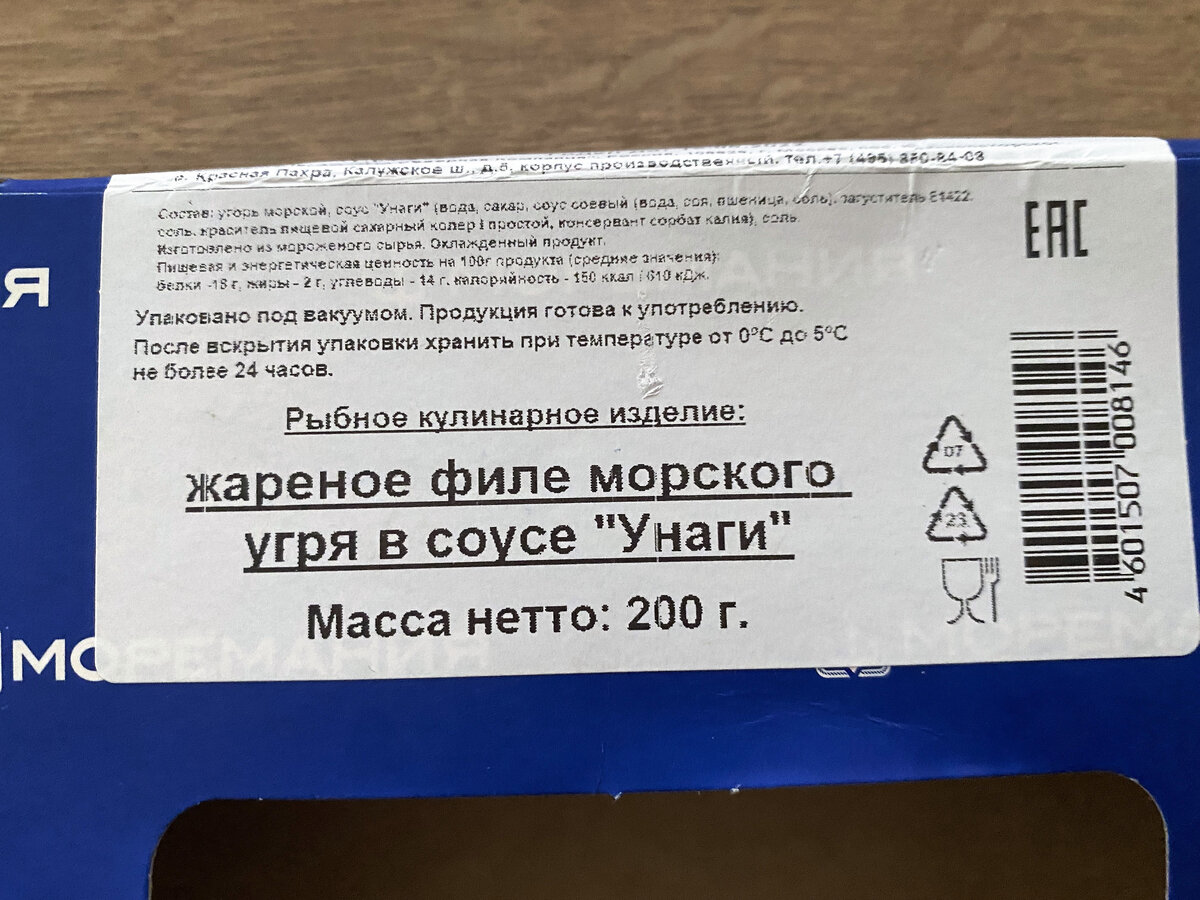 с. Красная Пахра, Калужское ш., д.6, корпус производственный. тел.+7 (495)
Состав: угорь морской, соус "Унаги" (вода, сахар, соус соевый (вода, соя, пшеница, соль), загуститель Е1422,
соль, краситель пищевой сахарный колер I простой, консервант сорбат калия), соль.
Изготовлено из мороженого сырья. Охлажденный продукт.
Пищевая и энергетическая ценность на 100г продукта (средние значения):
белки -18 г, жиры - 2 г, углеводы - 14 г, калорийность - 150 ккал / 610 кДж.
Упаковано под вакуумом. Продукция готова к употреблению.
После вскрытия упаковки хранить при температуре от 0°С до 5°С
не более 24 часов.
Рыбное кулинарное изделие:
жареное филе морского
угря в соусе "Унаги"
Масса нетто: 200 г.
ЕАС
07
23
4 601507 008146
Я
МОРЕМАНИЯ
МОРЕМА